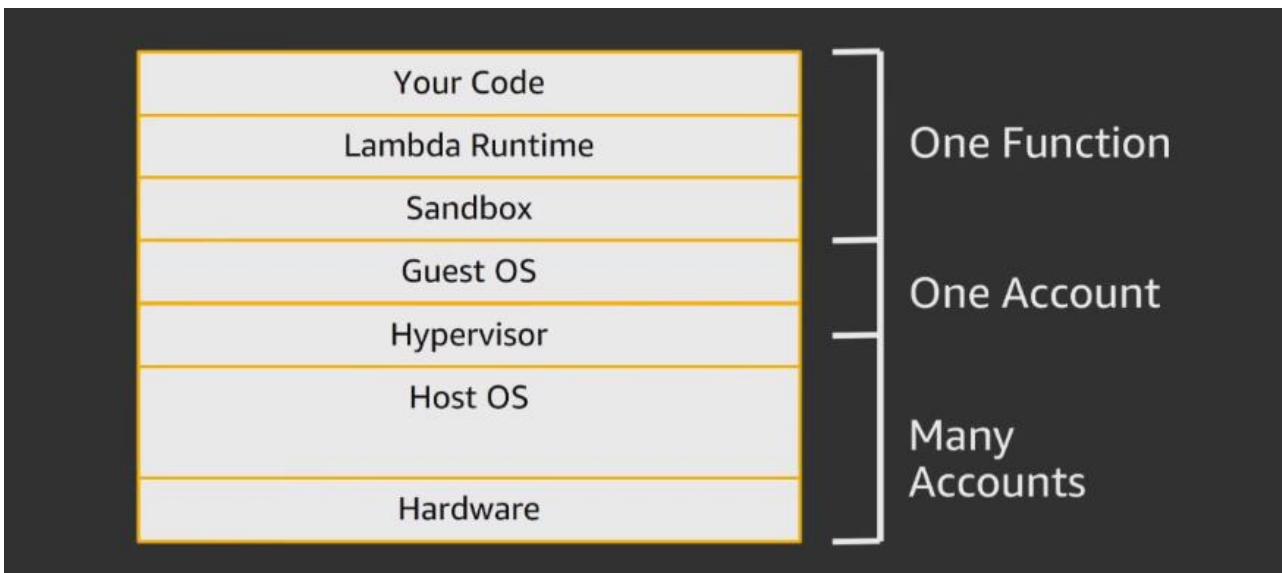 Your Code
Lambda Runtime
Sandbox
Guest OS
Hypervisor
Host OS
Hardware
One Function
One Account
Many
Accounts